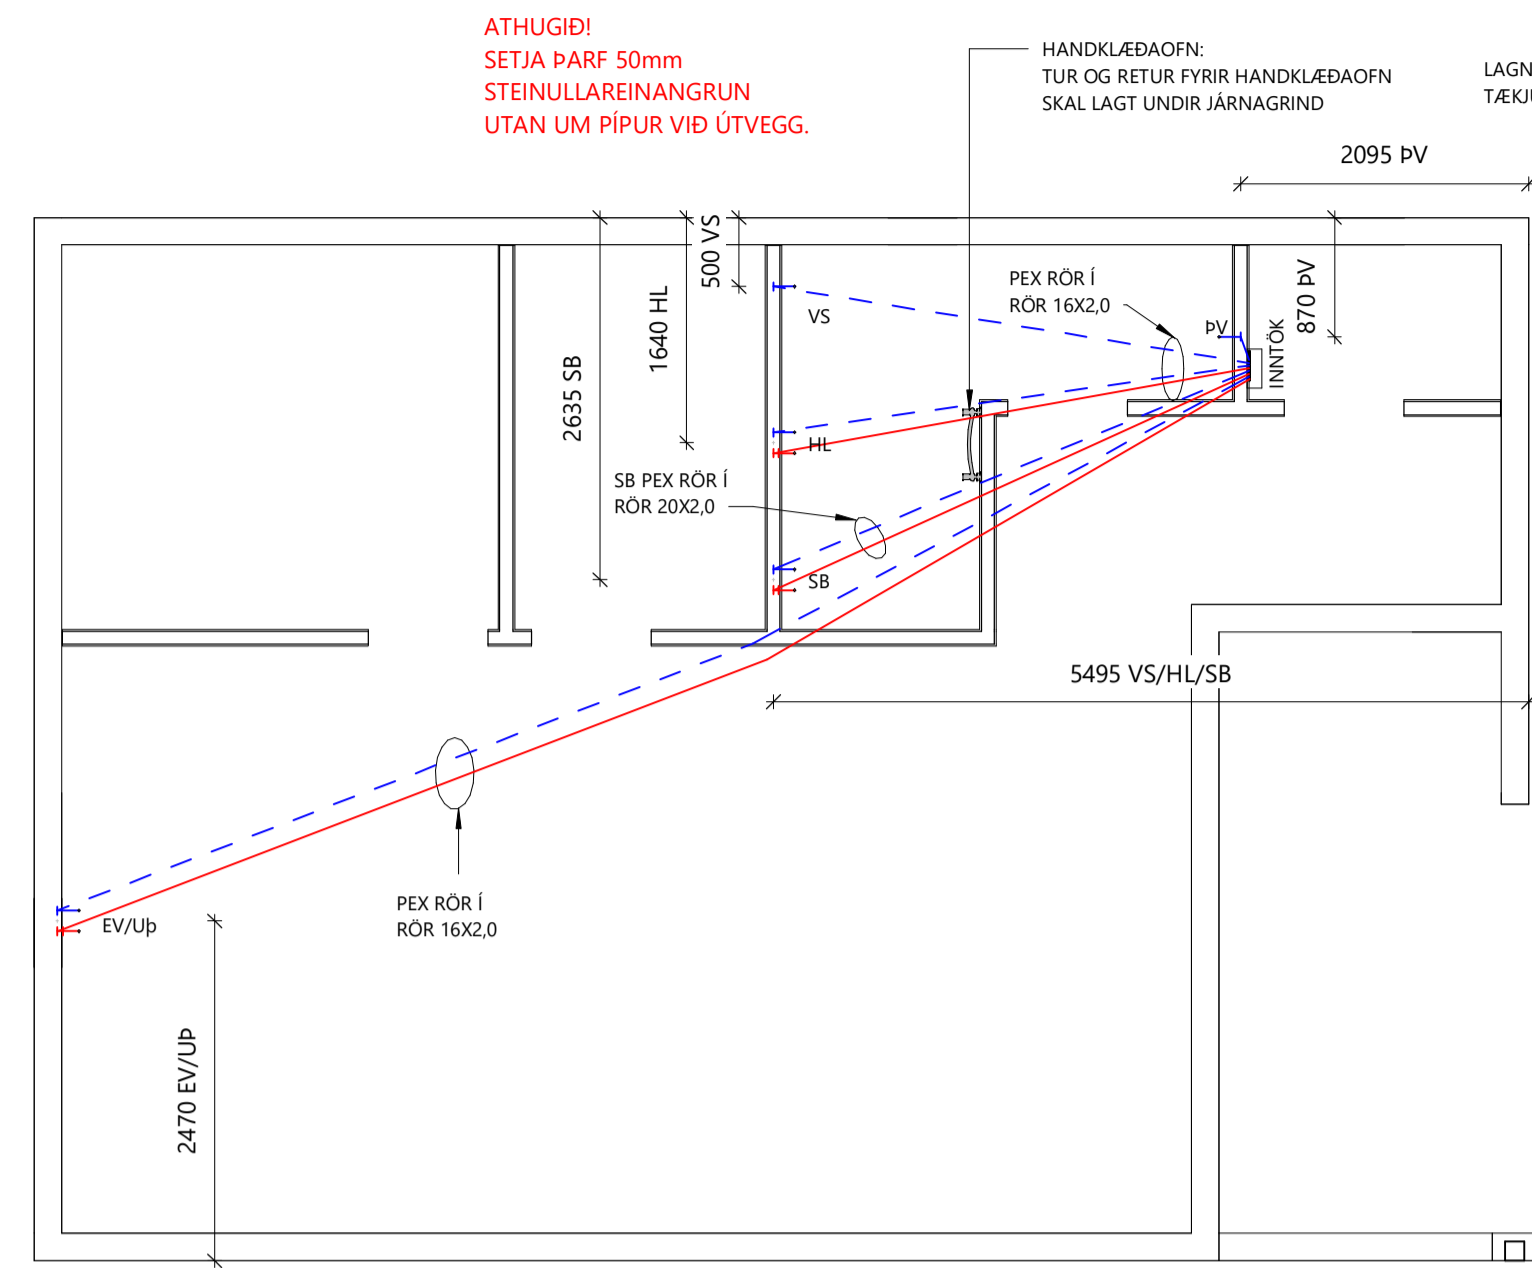 ATHUGIÐ!
SETJA ÞARF 50mm
STEINULLAREINANGRUN
UTAN UM PÍPUR VIÐ ÚTVEGG.
HANDKLÆÐAOFN:
TUR OG RETUR FYRIR HANDKLÆÐAOFN
SKAL LAGT UNDIR JÁRNAGRIND
LAGN
TÆKJU
2095 ÞV
500 VS
1640 HL
2635 SB
870 ÞV
PEX RÖR Í
RÖR 16X2,0
VS
ÞV
INNTÖK
HL
SB PEX RÖR Í
RÖR 20X2,0
SB
5495 VS/HL/SB
PEX RÖR Í
RÖR 16X2,0
EV/Uþ
2470 EV/UÞ